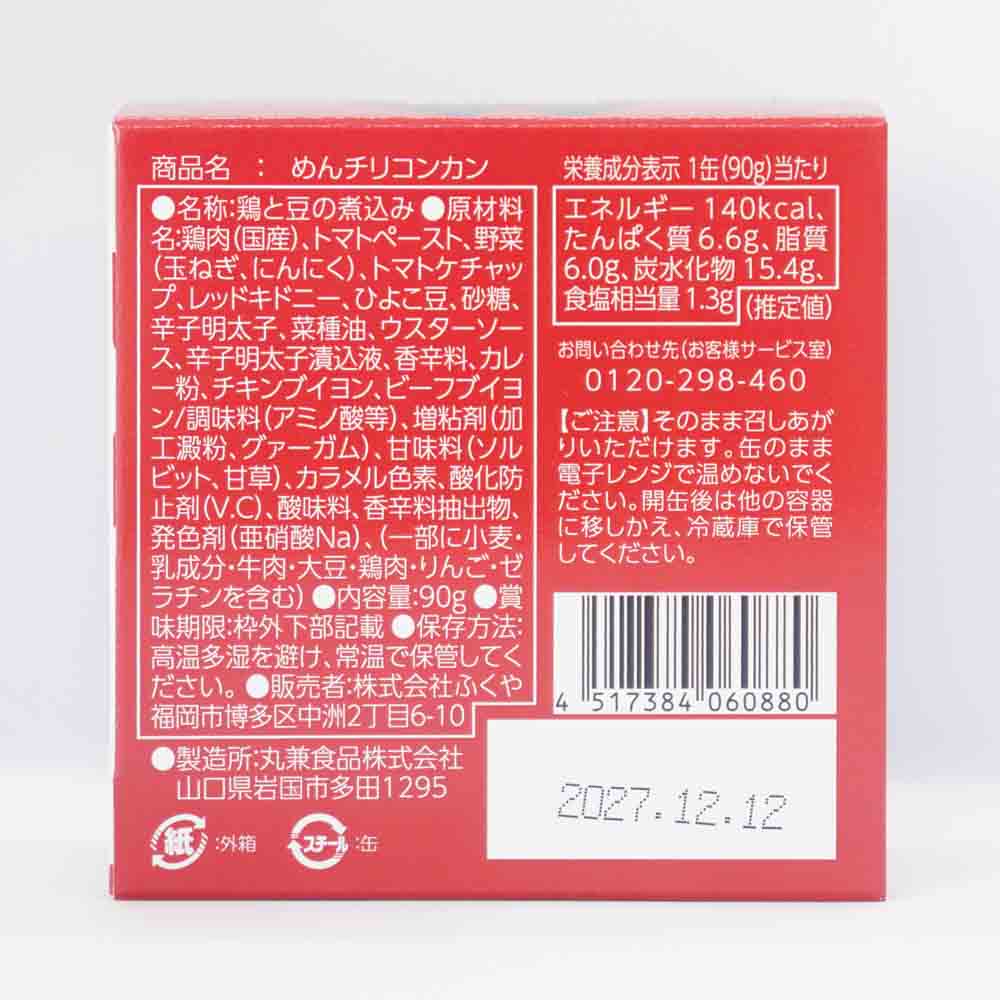 商品名 : めんチリコンカン
●名称:鶏と豆の煮込み ●原材料
名:鶏肉(国産)、トマトペースト、野菜
(玉ねぎ、にんにく)、トマトケチャッ
プ、レッドキドニー、ひよこ豆、砂糖、
辛子明太子、菜種油、ウスターソー
ス、辛子明太子漬込液、香辛料、カレ
ー粉、チキンブイヨン、ビーフブイヨ
ン/調味料(アミノ酸等)、増粘剤(加
工澱粉、グァーガム)、甘味料(ソル
ビット、甘草)、カラメル色素、酸化防
止剤(V.C)、酸味料、香辛料抽出物、
発色剤(亜硝酸Na)、(一部に小麦・
乳成分・牛肉・大豆・鶏肉・りんご・ゼ
ラチンを含む) ●内容量:90g ●賞
味期限:枠外下部記載 ●保存方法:
高温多湿を避け、常温で保管してく
ださい。 ●販売者:株式会社ふくや
福岡市博多区中洲2丁目6-10
●製造所:丸兼食品株式会社
山口県岩国市多田1295
紙 :外箱
スチール :缶
栄養成分表示 1缶(90g)当たり
エネルギー 140kcal、
たんぱく質 6.6g、脂質
6.0g、炭水化物 15.4g、
食塩相当量 1.3g (推定値)
お問い合わせ先(お客様サービス室)
0120-298-460
【ご注意】そのまま召しあが
りいただけます。缶のまま
電子レンジで温めないでく
ださい。開缶後は他の容器
に移しかえ、冷蔵庫で保管
してください。
4 517384 060880
2027.12.12